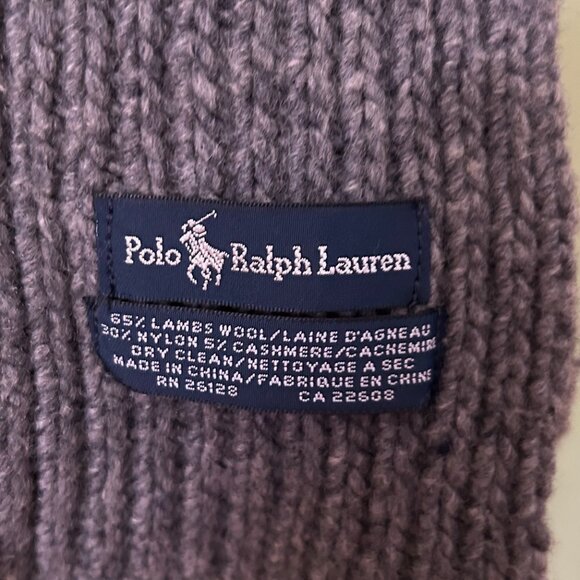 Polo Ralph Lauren
65% LAMBS WOOL/LAINE D'AGNEAU
30% NYLON 5% CASHMERE/CACHEMIRE
DRY CLEAN/NETTOYAGE A SEC
MADE IN CHINA/FABRIQUE EN CHINE
RN 26128 CA 22608